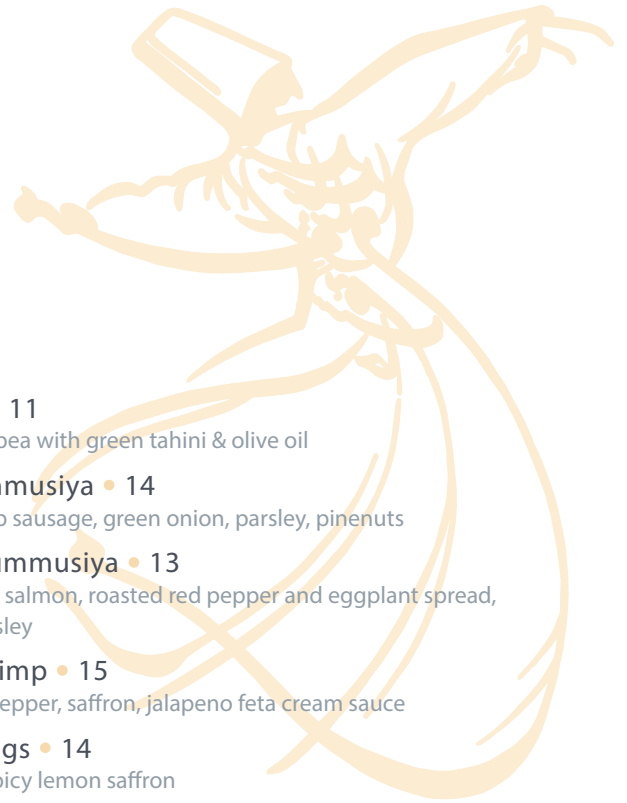 • 11
pea with green tahini & olive oil
mmusiya • 14
b sausage, green onion, parsley, pinenuts
ummusiya • 13
salmon, roasted red pepper and eggplant spread,
sley
imp • 15
epper, saffron, jalapeno feta cream sauce
gs • 14
picy lemon saffron